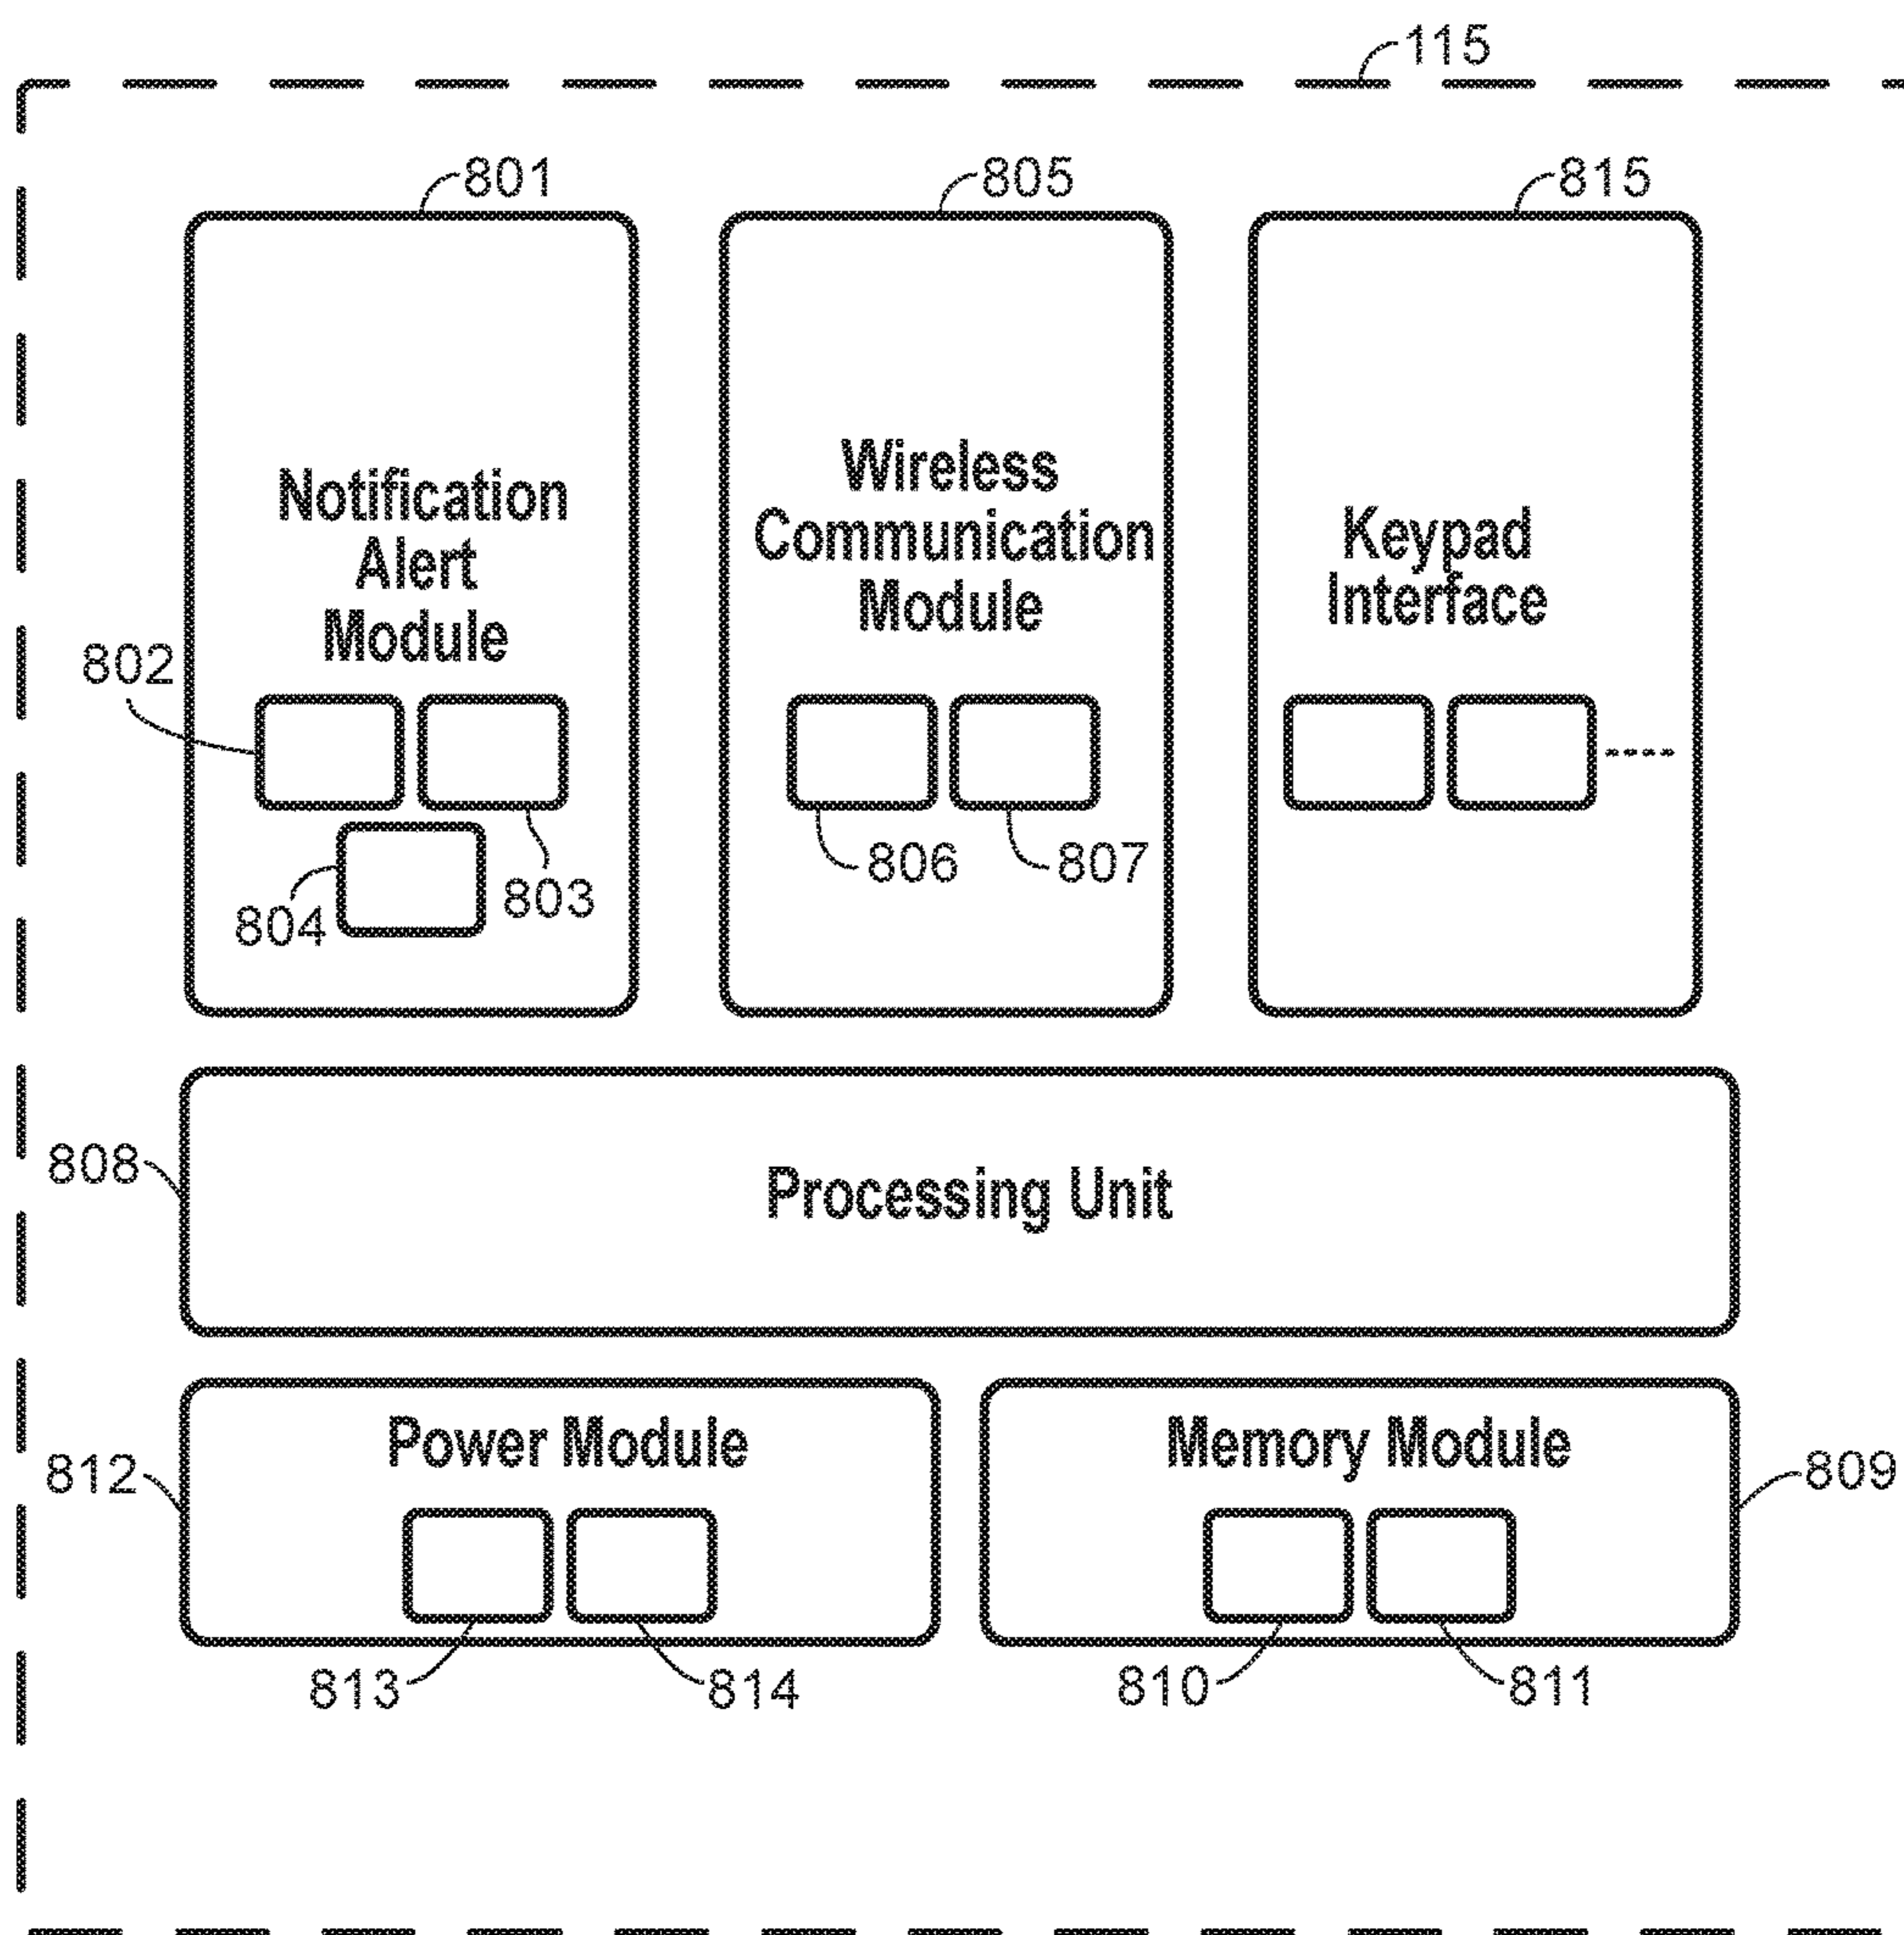 115
801
805
815
Notification
Alert
Module
Wireless
Communication
Module
Keypad
Interface
802
803
804
806
807
808
Processing Unit
812
Power Module
Memory Module
809
813
814
810
811